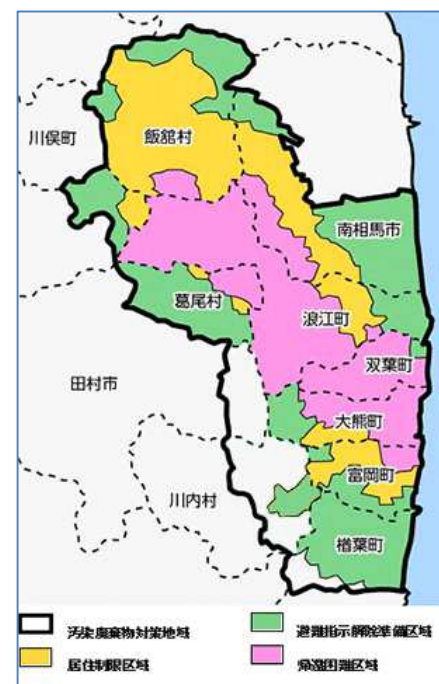 川俣町
飯舘村
南相馬市
葛尾村
浪江町
双葉町
田村市
大熊町
富岡町
川内村
楢葉町
汚染廃棄物対策地域
避難指示解除準備区域
居住制限区域
帰還困難区域